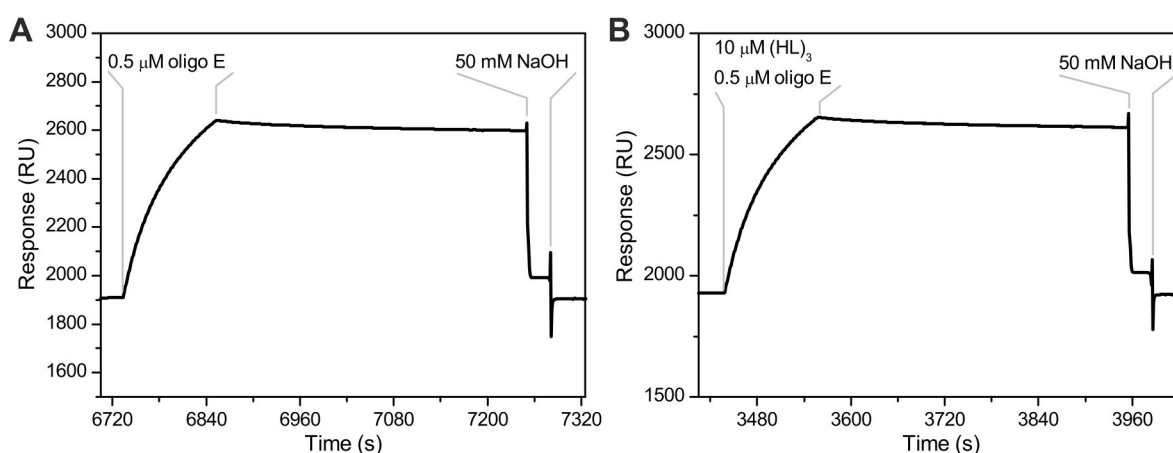 A
3000
2800
2600
2400
2200
2000
1800
1600
Response (RU)
0.5 μM oligo E
50 mM NaOH
6720 6840 6960 7080 7200 7320
Time (s)
B
3000
2500
2000
1500
Response (RU)
10 μM (HL)3
0.5 μM oligo E
50 mM NaOH
3480 3600 3720 3840 3960
Time (s)